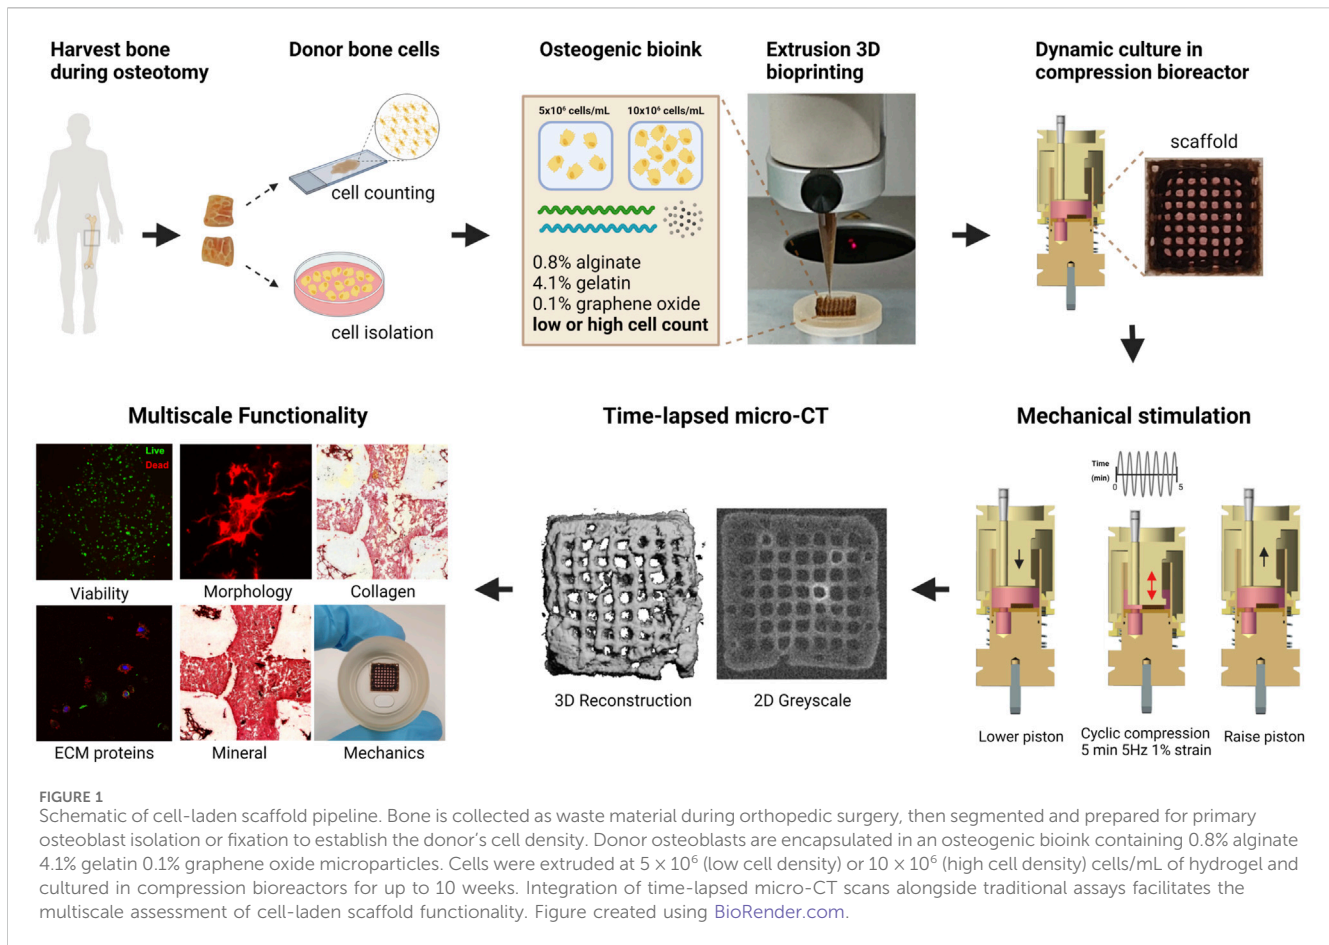 Harvest bone
during osteotomy
Donor bone cells
cell counting
cell isolation
Osteogenic bioink
5x10⁶ cells/mL
10x10⁶ cells/mL
0.8% alginate
4.1% gelatin
0.1% graphene oxide
low or high cell count
Extrusion 3D
bioprinting
Dynamic culture in
compression bioreactor
scaffold
Multiscale Functionality
Live
Dead
Viability
Morphology
Collagen
ECM proteins
Mineral
Mechanics
Time-lapsed micro-CT
3D Reconstruction
2D Greyscale
Mechanical stimulation
Time
(min)
0
5
Lower piston
Cyclic compression
5 min 5Hz 1% strain
Raise piston
FIGURE 1
Schematic of cell-laden scaffold pipeline. Bone is collected as waste material during orthopedic surgery, then segmented and prepared for primary
osteoblast isolation or fixation to establish the donor's cell density. Donor osteoblasts are encapsulated in an osteogenic bioink containing 0.8% alginate
4.1% gelatin 0.1% graphene oxide microparticles. Cells were extruded at 5 × 10⁶ (low cell density) or 10 × 10⁶ (high cell density) cells/mL of hydrogel and
cultured in compression bioreactors for up to 10 weeks. Integration of time-lapsed micro-CT scans alongside traditional assays facilitates the
multiscale assessment of cell-laden scaffold functionality. Figure created using BioRender.com.